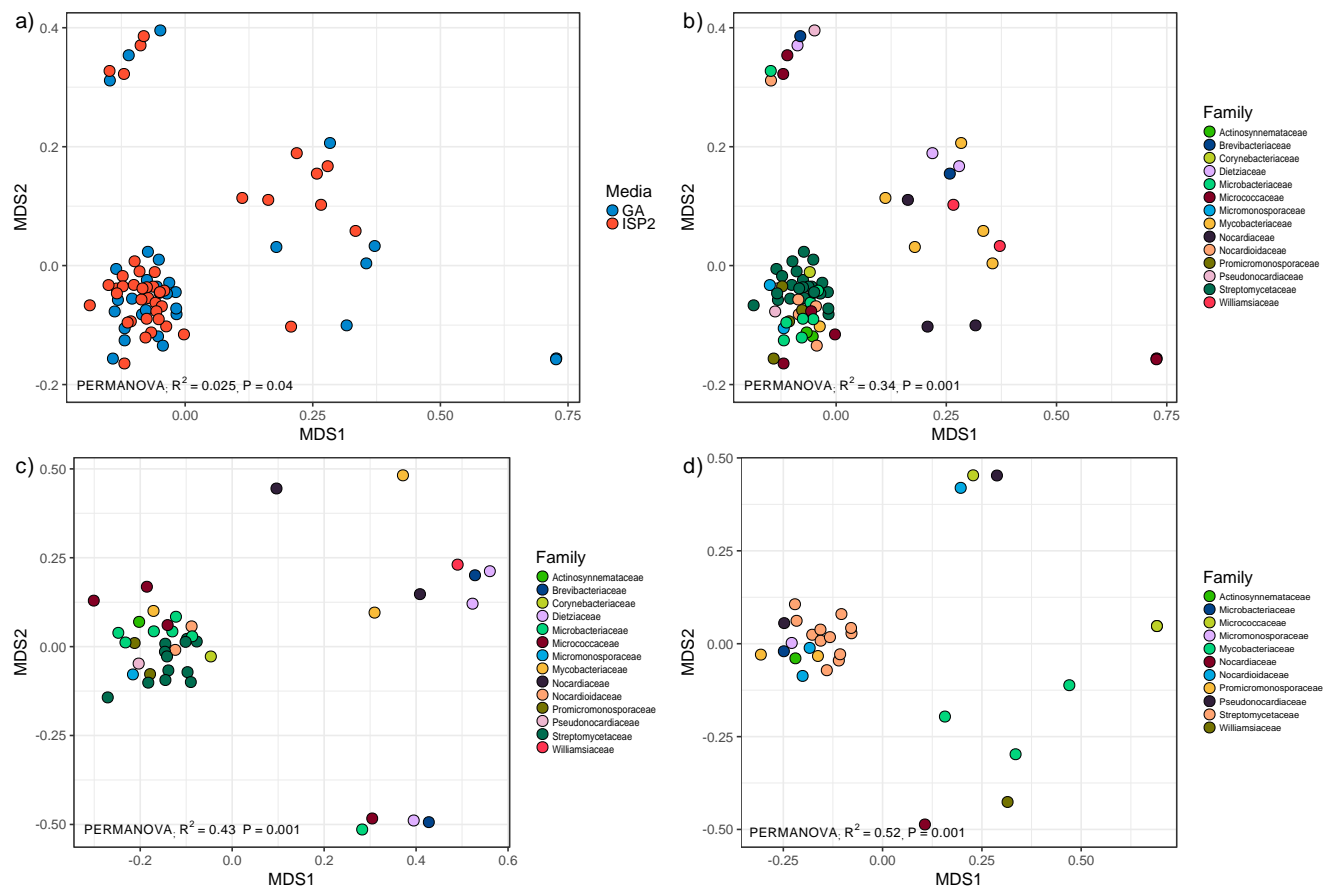 a)
0.4
0.2
0.0
-0.2
MDS2
PERMANOVA, R² = 0.025, P = 0.04
0.00 0.25 0.50 0.75
MDS1
Media
GA
ISP2
b)
0.4
0.2
0.0
-0.2
MDS2
PERMANOVA, R² = 0.34, P = 0.001
0.00 0.25 0.50 0.75
MDS1
Family
Actinosynnemataceae
Brevibacteriaceae
Corynebacteriaceae
Dietziaceae
Microbacteriaceae
Micrococcaceae
Micromonosporaceae
Mycobacteriaceae
Nocardiaceae
Nocardioidaceae
Promicromonosporaceae
Pseudonocardiaceae
Streptomycetaceae
Williamsiaceae
c)
0.50
0.25
0.00
-0.25
-0.50
MDS2
PERMANOVA, R² = 0.43 P = 0.001
-0.2 0.0 0.2 0.4 0.6
MDS1
Family
Actinosynnemataceae
Brevibacteriaceae
Corynebacteriaceae
Dietziaceae
Microbacteriaceae
Micrococcaceae
Micromonosporaceae
Mycobacteriaceae
Nocardiaceae
Nocardioidaceae
Promicromonosporaceae
Pseudonocardiaceae
Streptomycetaceae
Williamsiaceae
d)
0.50
0.25
0.00
-0.25
-0.50
MDS2
PERMANOVA, R² = 0.52, P = 0.001
-0.25 0.00 0.25 0.50
MDS1
Family
Actinosynnemataceae
Microbacteriaceae
Micrococcaceae
Micromonosporaceae
Mycobacteriaceae
Nocardiaceae
Nocardioidaceae
Promicromonosporaceae
Pseudonocardiaceae
Streptomycetaceae
Williamsiaceae